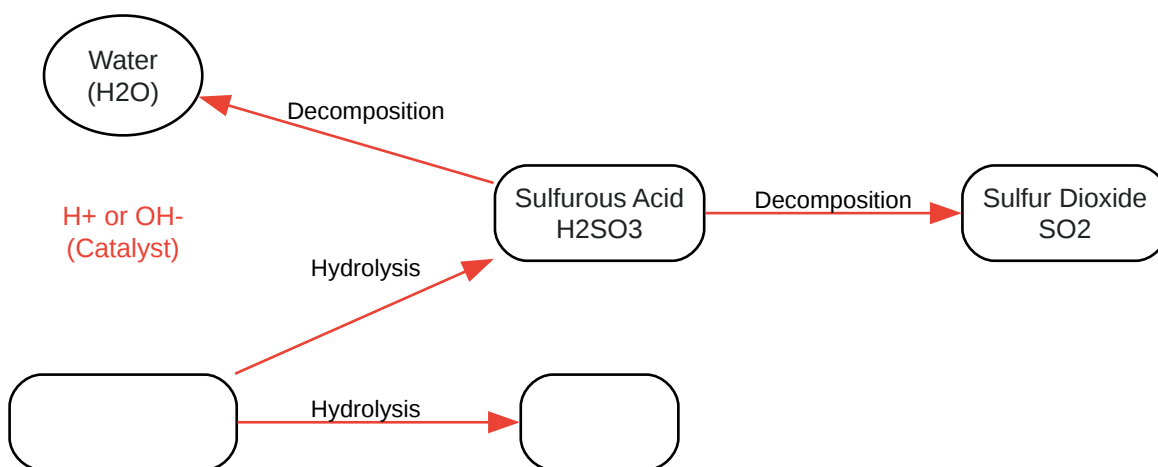 Water
(H2O)
Decomposition
Sulfurous Acid
H2SO3
Decomposition
Sulfur Dioxide
SO2
H+ or OH-
(Catalyst)
Hydrolysis
Hydrolysis